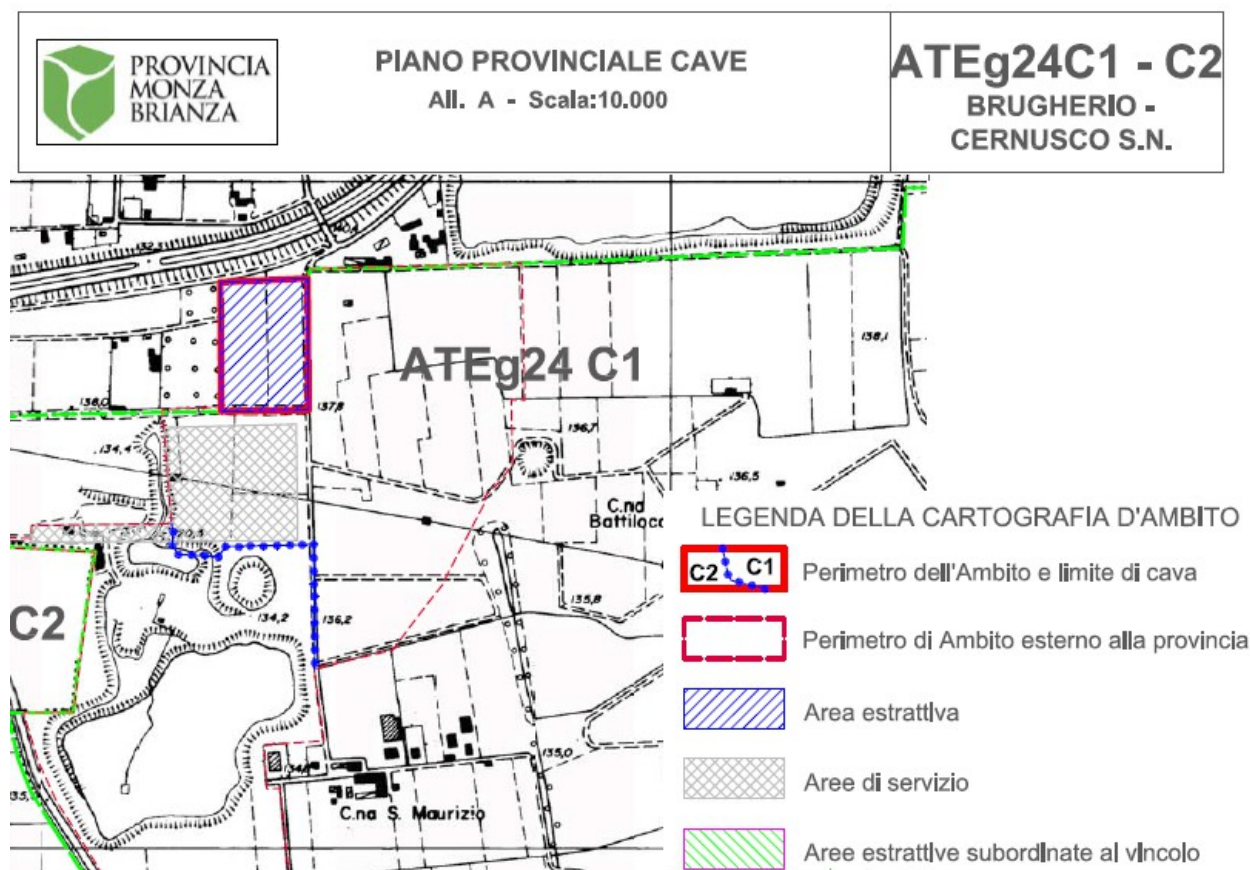 PROVINCIA
MONZA
BRIANZA
PIANO PROVINCIALE CAVE
All. A - Scala:10.000
ATEg24C1 - C2
BRUGHERIO -
CERNUSCO S.N.
ATEg24 C1
138,1
138,0
137,8
134,4
136,7
136,5
C.nd
Battiloca
C2
134,2
136,2
135,8
135,0
C.na S. Maurizio
LEGENDA DELLA CARTOGRAFIA D'AMBITO
C2 C1
Perimetro dell'Ambito e limite di cava
Perimetro di Ambito esterno alla provincia
Area estrattiva
Aree di servizio
Aree estrattive subordinate al vincolo